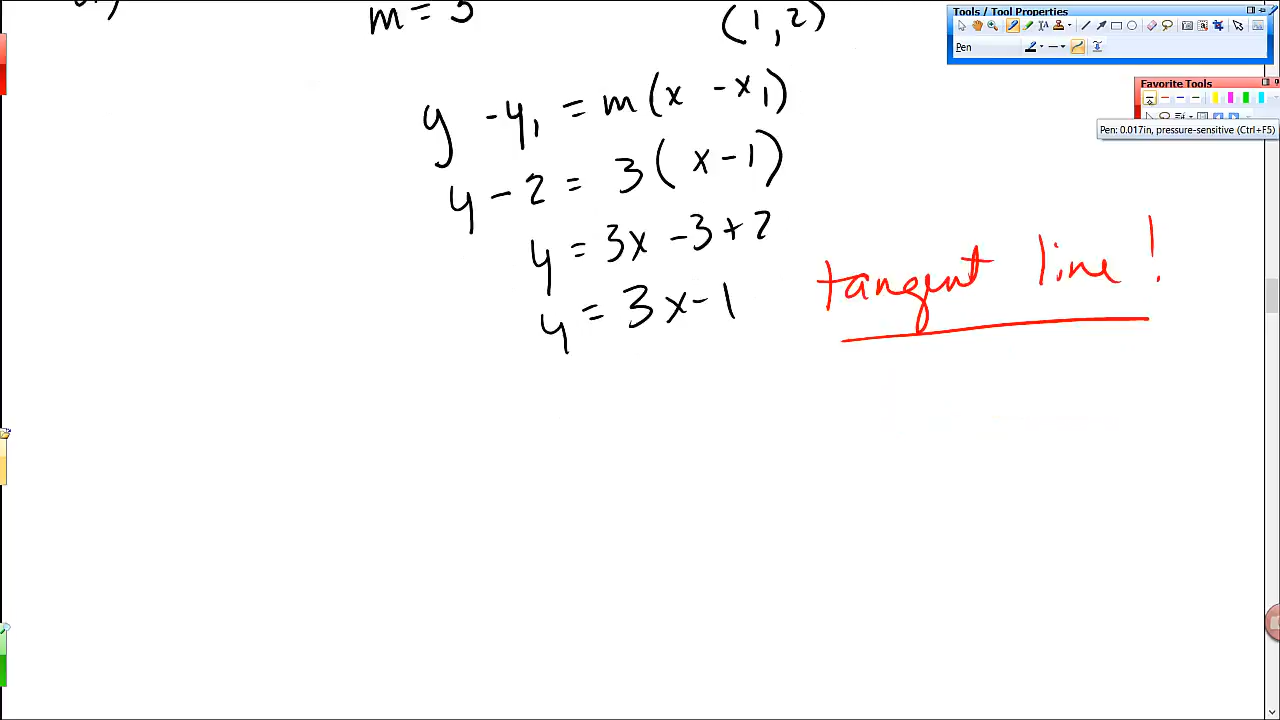 m = 3
(1,2)
y - y₁ = m(x - x₁)
y - 2 = 3(x - 1)
y = 3x - 3 + 2
y = 3x - 1
tangent line !
Tools / Tool Properties
Pen
Favorite Tools
Pen: 0.017in, pressure-sensitive (Ctrl+F5)